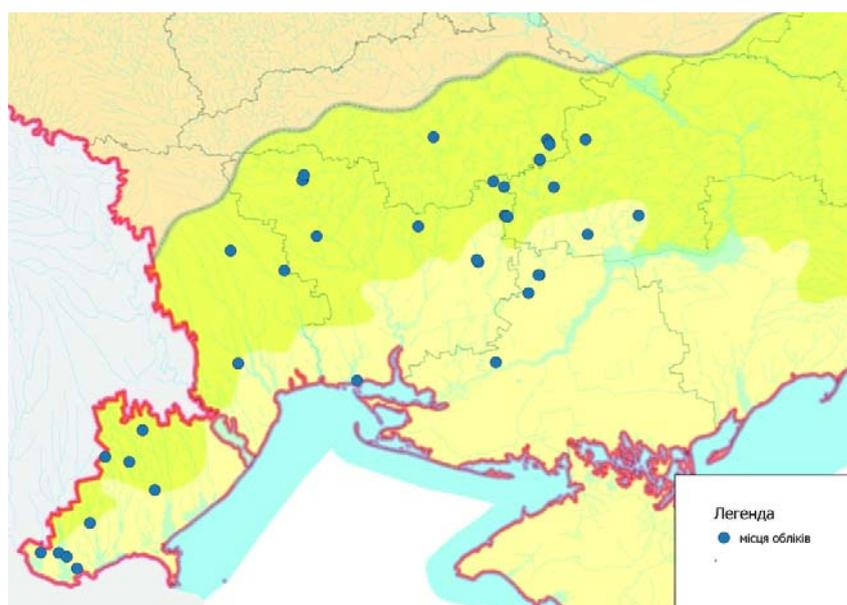 Легенда
місця обліків